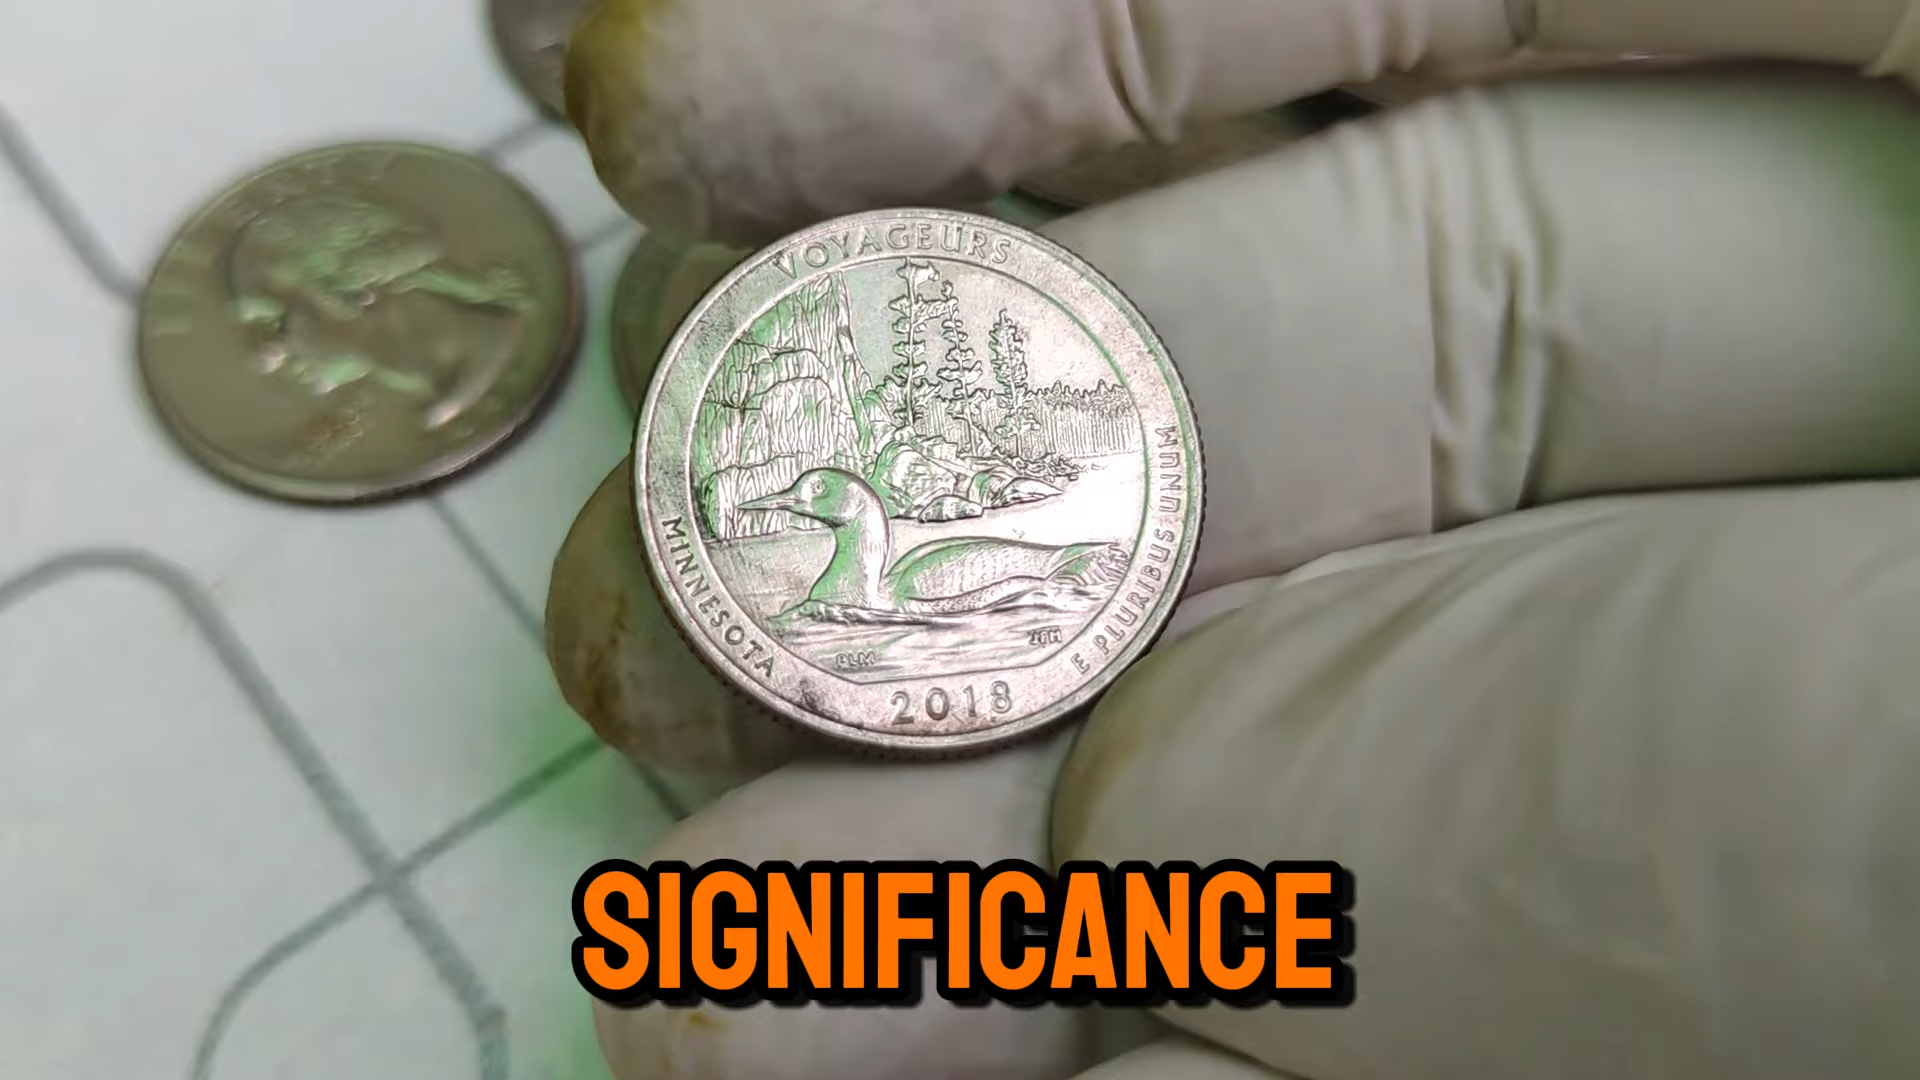 VOYAGEURS
MINNESOTA
E PLURIBUS UNUM
PLM
JFM
2018
SIGNIFICANCE